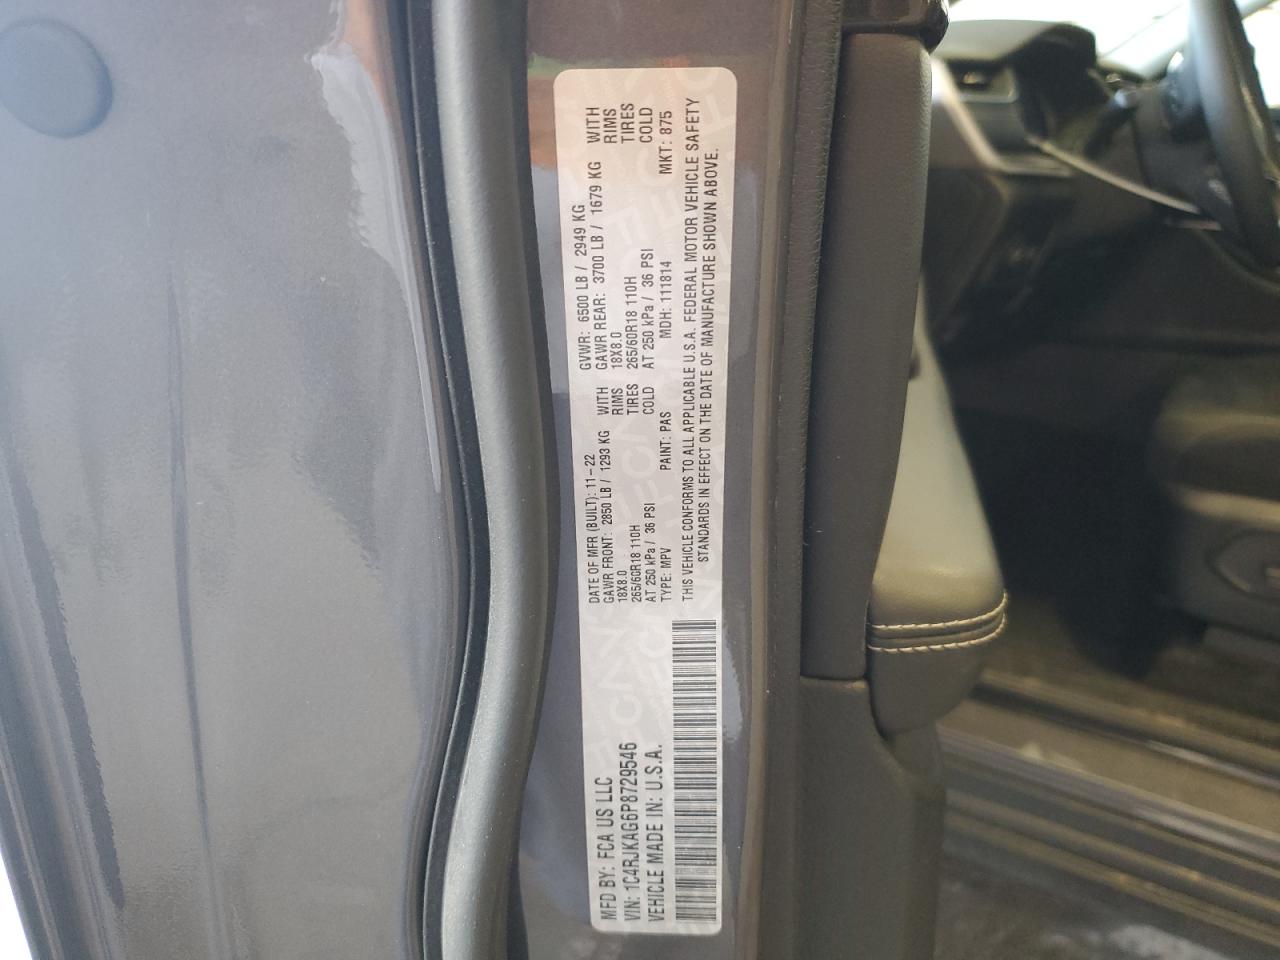 MFD BY: FCA US LLC
VIN: 1C4RJKAG6P8729546
VEHICLE MADE IN: U.S.A.
DATE OF MFR (BUILT): 11-22 GVWR: 6500 LB / 2949 KG
GAWR FRONT: 2850 LB / 1293 KG WITH GAWR REAR: 3700 LB / 1679 KG WITH
18X8.0 RIMS 18X8.0 RIMS
265/60R18 110H TIRES 265/60R18 110H TIRES
AT 250 kPa / 36 PSI COLD AT 250 kPa / 36 PSI COLD
TYPE: MPV PAINT: PAS MDH: 111814 MKT: 875
THIS VEHICLE CONFORMS TO ALL APPLICABLE U.S.A. FEDERAL MOTOR VEHICLE SAFETY
STANDARDS IN EFFECT ON THE DATE OF MANUFACTURE SHOWN ABOVE.